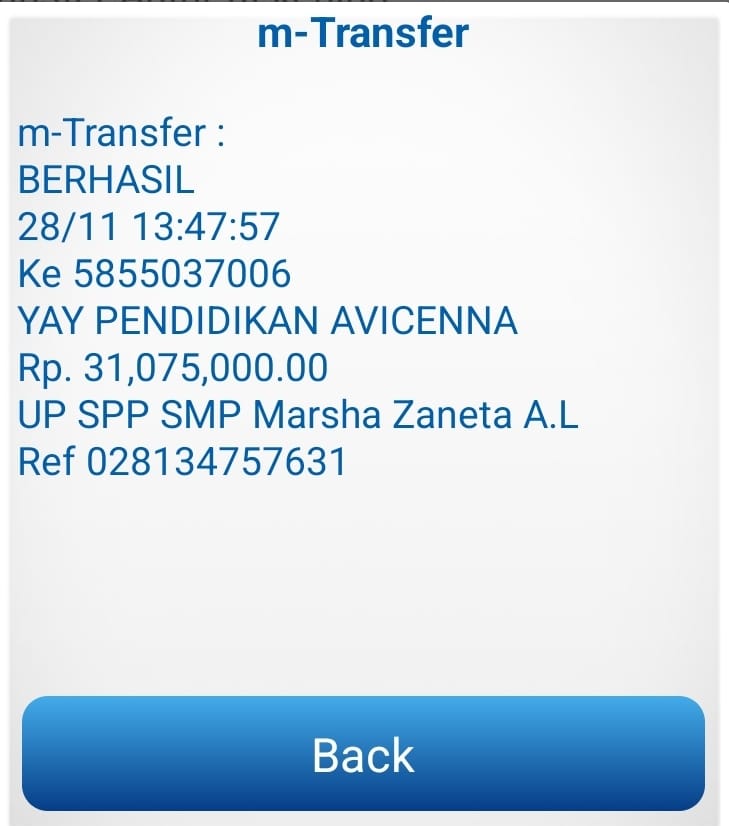 m-Transfer
m-Transfer :
BERHASIL
28/11 13:47:57
Ke 5855037006
YAY PENDIDIKAN AVICENNA
Rp. 31,075,000.00
UP SPP SMP Marsha Zaneta A.L
Ref 028134757631
Back